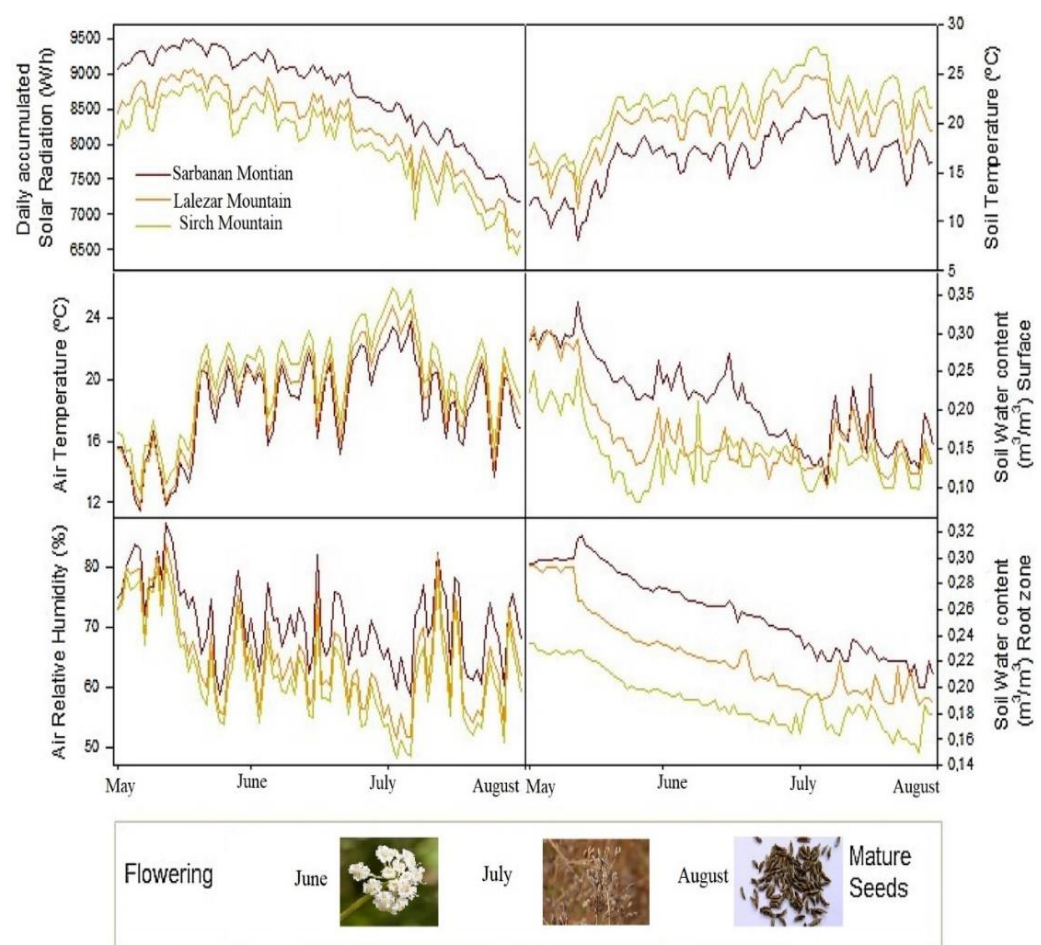 Daily accumulated
Solar Radiation (W/h)
9500
9000
8500
8000
7500
7000
6500
Sarbanan Montian
Lalezar Mountain
Sirch Mountain
30
25
20
15
10
5
Soil Temperature (ºC)
Air Temperature (ºC)
24
20
16
12
0,35
0,30
0,25
0,20
0,15
0,10
Soil Water content
(m³/m³) Surface
Air Relative Humidity (%)
80
70
60
50
0,32
0,30
0,28
0,26
0,24
0,22
0,20
0,18
0,16
0,14
Soil Water content
(m³/m³) Root zone
May June July August
May June July August
Flowering June July August Mature
Seeds